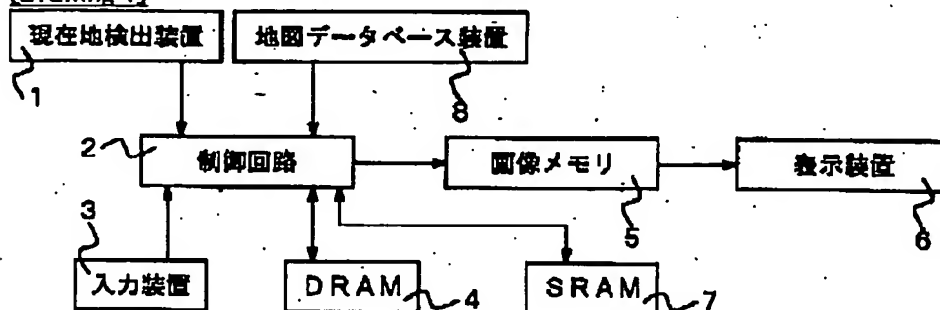 [Drawing 1]
現在地検出装置
地図データベース装置
1
8
2
制御回路
画像メモリ
表示装置
3
5
6
入力装置
DRAM
4
SRAM
7